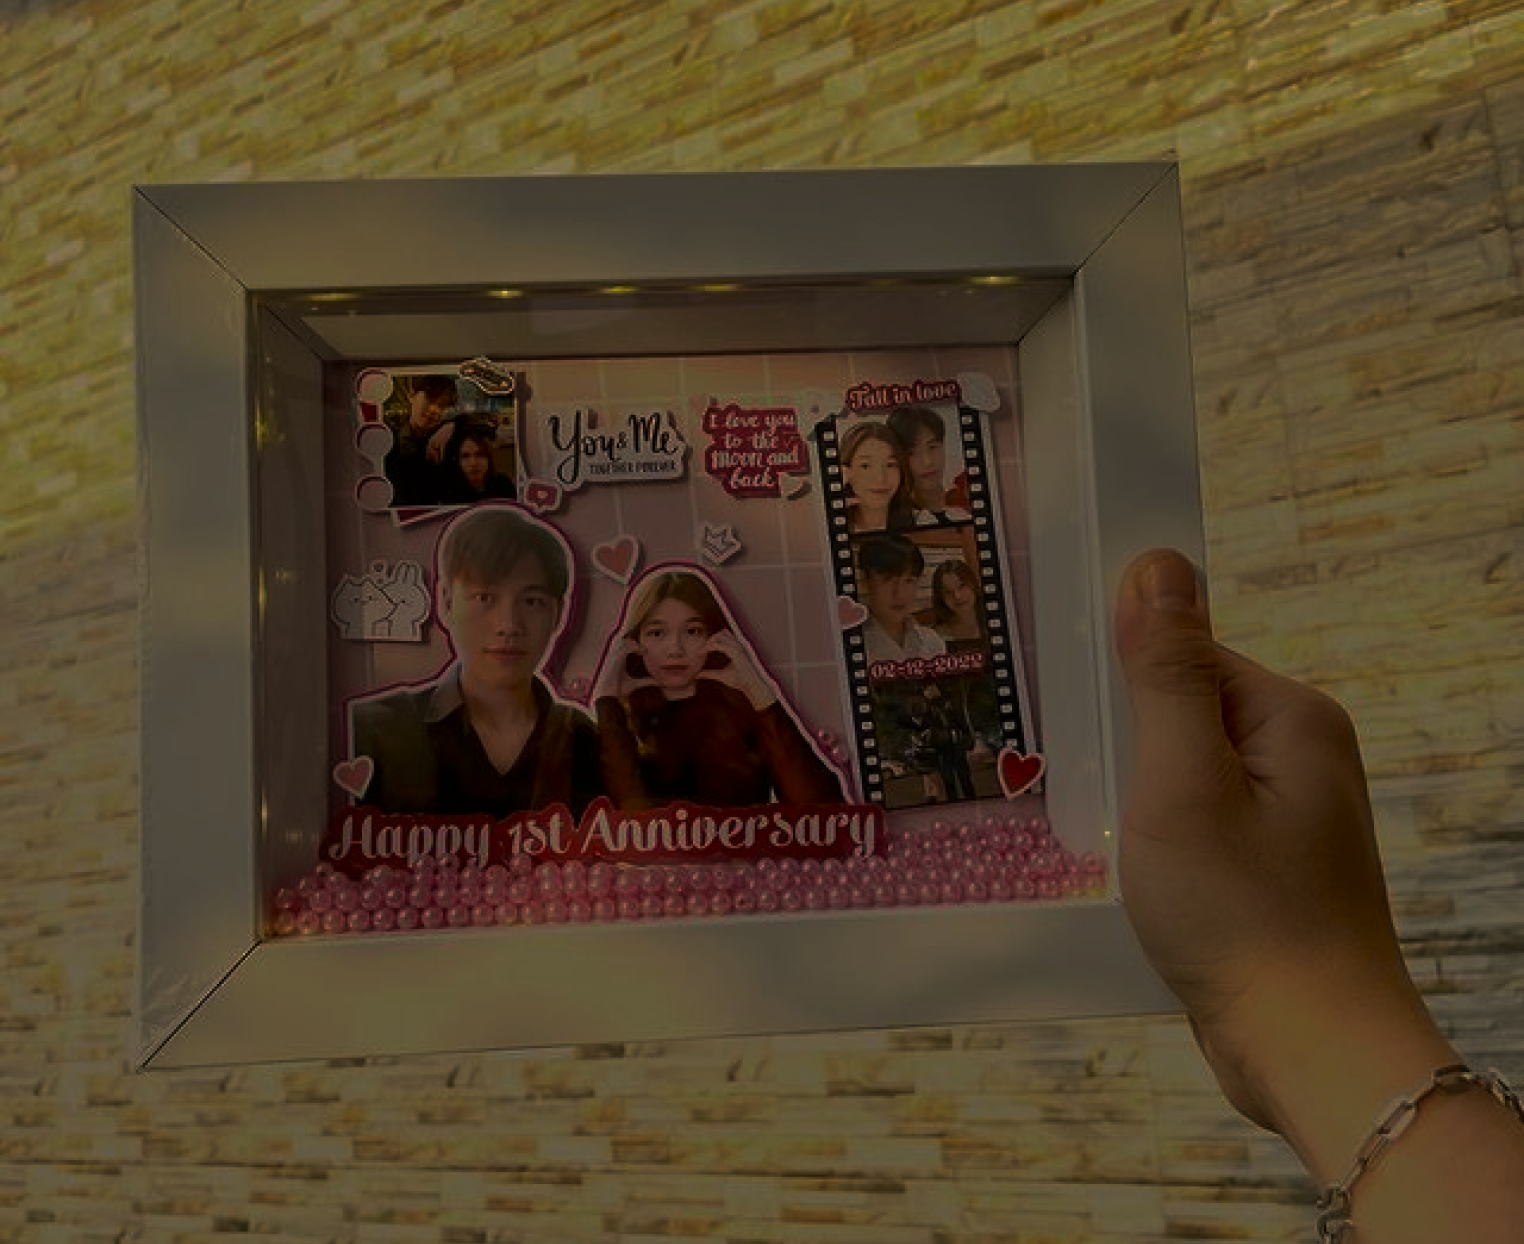 You & Me
TOGETHER FOREVER
I love you
to the
Moon and
back
Fall in love
02-12-2022
Happy 1st Anniversary